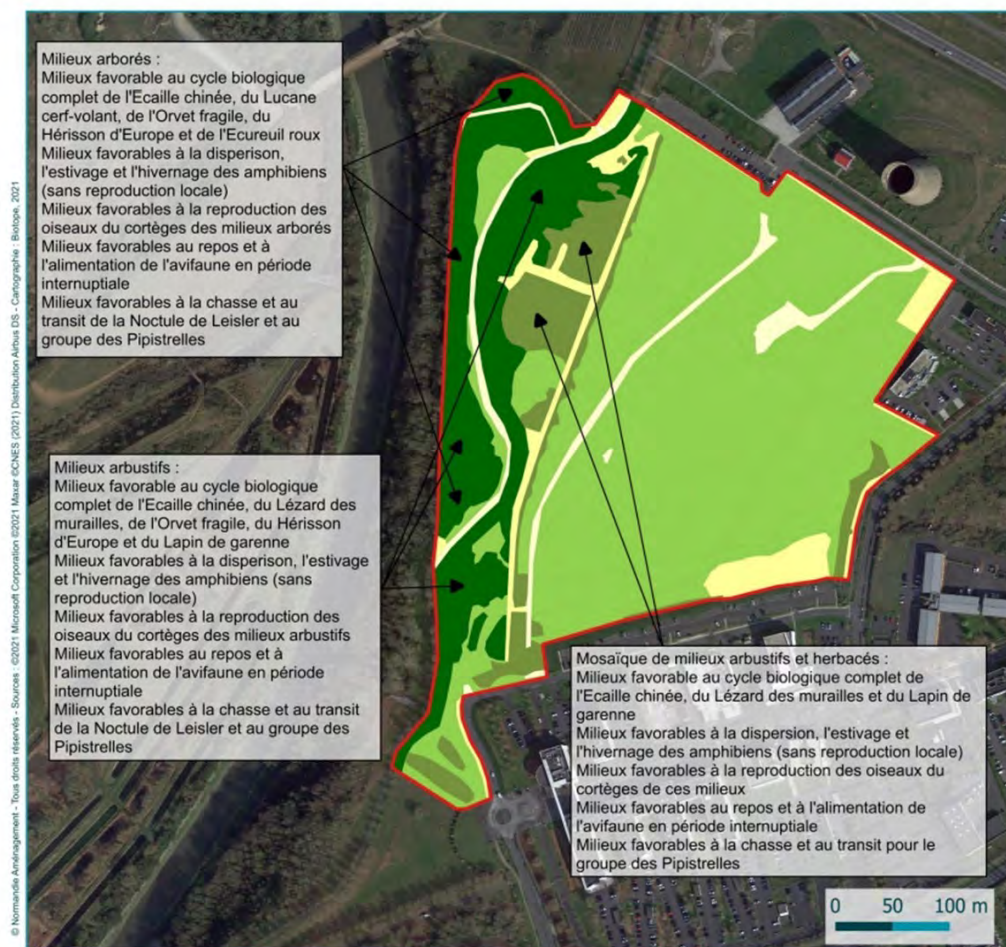 © Normandie Aménagement - Tous droits réservés - Sources : ©2021 Microsoft Corporation ©2021 Maxar ©CNES (2021) Distribution Airbus DS - Cartographie : Biotope, 2021
Milieux arborés :
Milieux favorable au cycle biologique
complet de l'Ecaille chinée, du Lucane
cerf-volant, de l'Orvet fragile, du
Hérisson d'Europe et de l'Ecureuil roux
Milieux favorables à la disperison,
l'estivage et l'hivernage des amphibiens
(sans reproduction locale)
Milieux favorables à la reproduction des
oiseaux du cortèges des milieux arborés
Milieux favorables au repos et à
l'alimentation de l'avifaune en période
internuptiale
Milieux favorables à la chasse et au
transit de la Noctule de Leisler et au
groupe des Pipistrelles
Milieux arbustifs :
Milieux favorable au cycle biologique
complet de l'Ecaille chinée, du Lézard des
murailles, de l'Orvet fragile, du Hérisson
d'Europe et du Lapin de garenne
Milieux favorables à la disperison, l'estivage
et l'hivernage des amphibiens (sans
reproduction locale)
Milieux favorables à la reproduction des
oiseaux du cortèges des milieux arbustifs
Milieux favorables au repos et à
l'alimentation de l'avifaune en période
internuptiale
Milieux favorables à la chasse et au transit
de la Noctule de Leisler et au groupe des
Pipistrelles
Mosaïque de milieux arbustifs et herbacés :
Milieux favorable au cycle biologique complet de
l'Ecaille chinée, du Lézard des murailles et du Lapin de
garenne
Milieux favorables à la dispersion, l'estivage et
l'hivernage des amphibiens (sans reproduction locale)
Milieux favorables à la reproduction des oiseaux du
cortèges de ces milieux
Milieux favorables au repos et à l'alimentation de
l'avifaune en période internuptiale
Milieux favorables à la chasse et au transit pour le
groupe des Pipistrelles
0 50 100 m